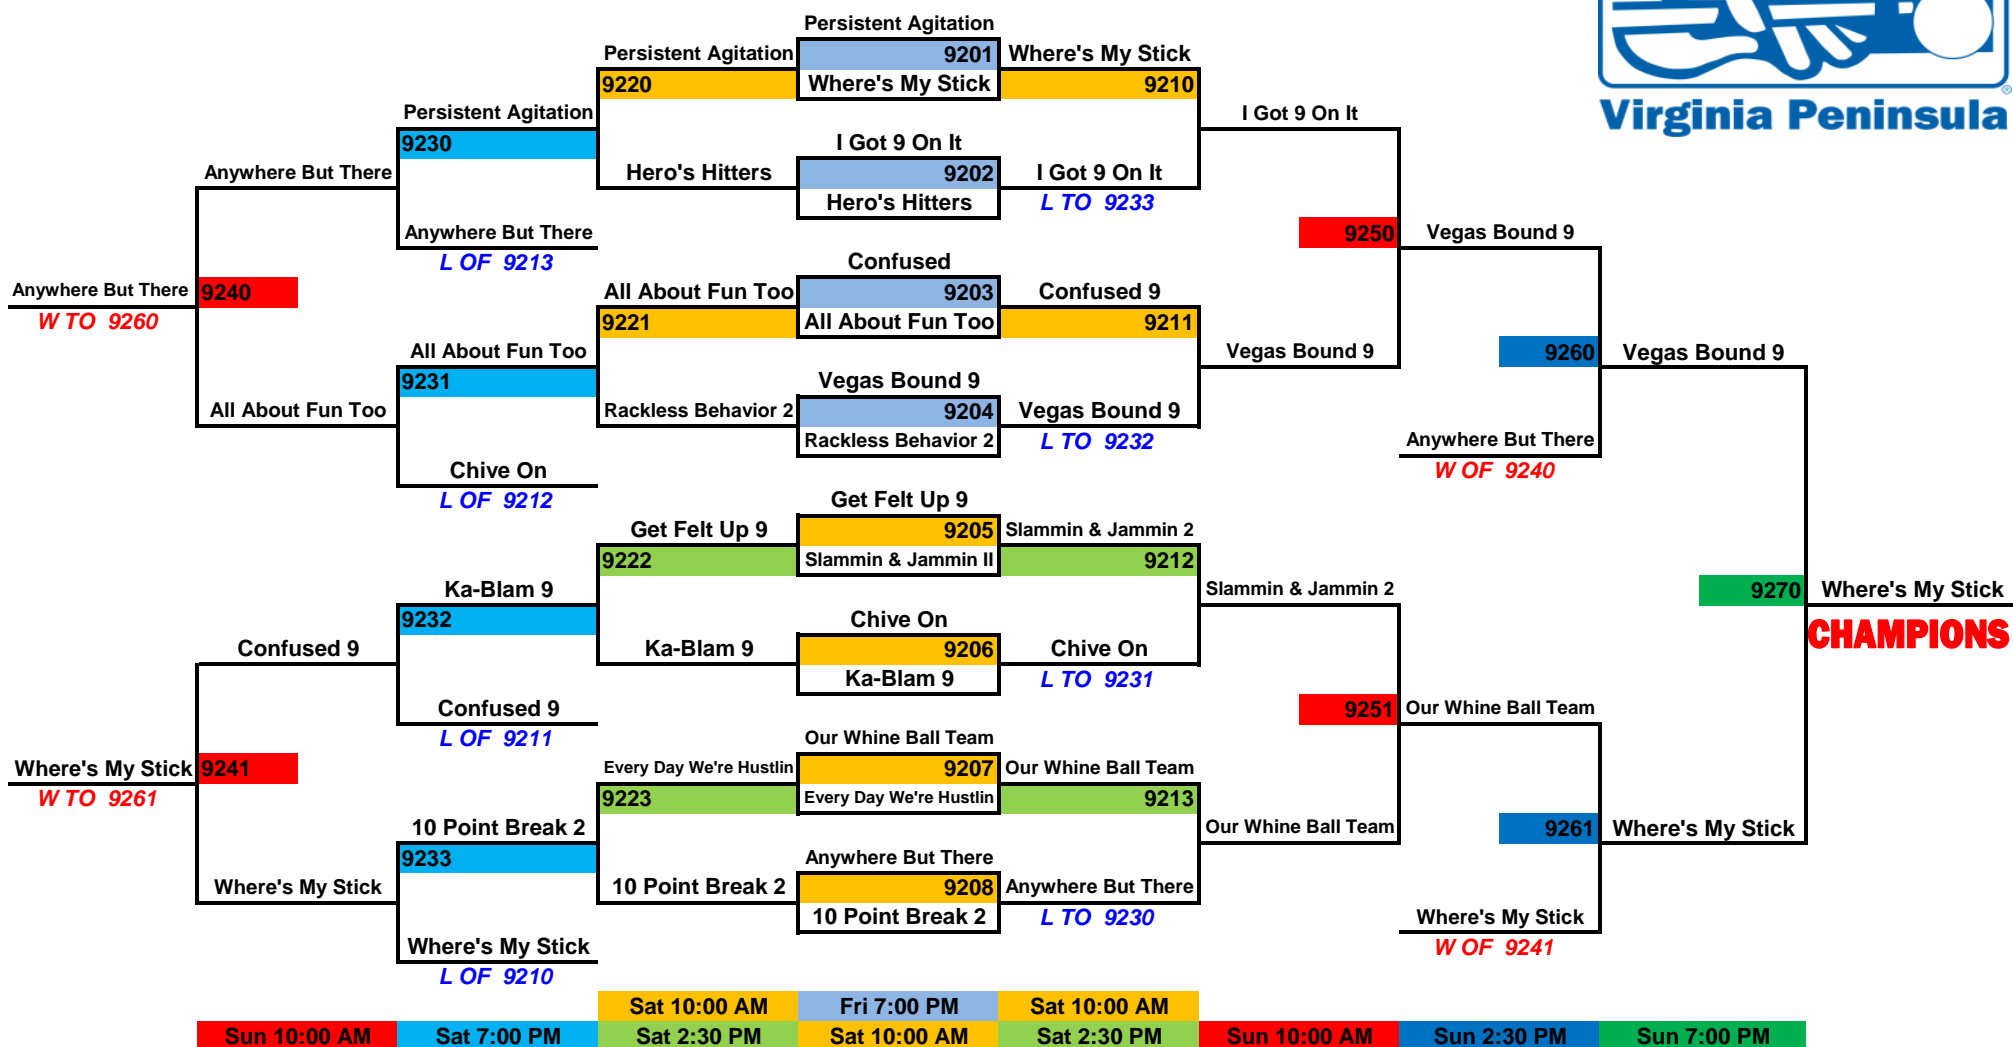 Persistent Agitation
Persistent Agitation
9201
Where's My Stick
9220
Where's My Stick
9210
Virginia Peninsula
®
Persistent Agitation
I Got 9 On It
9230
I Got 9 On It
Anywhere But There
Hero's Hitters
9202
I Got 9 On It
Hero's Hitters
L TO 9233
Anywhere But There
9250
Vegas Bound 9
L OF 9213
Confused
Anywhere But There
9240
All About Fun Too
9203
Confused 9
W TO 9260
9221
All About Fun Too
9211
All About Fun Too
Vegas Bound 9
9260
Vegas Bound 9
9231
Vegas Bound 9
All About Fun Too
Rackless Behavior 2
9204
Vegas Bound 9
Rackless Behavior 2
L TO 9232
Anywhere But There
Chive On
W OF 9240
L OF 9212
Get Felt Up 9
Get Felt Up 9
9205
Slammin & Jammin 2
9222
Slammin & Jammin II
9212
Ka-Blam 9
Slammin & Jammin 2
9270
Where's My Stick
9232
Chive On
CHAMPIONS
Confused 9
Ka-Blam 9
9206
Chive On
Ka-Blam 9
L TO 9231
Confused 9
9251
Our Whine Ball Team
L OF 9211
Our Whine Ball Team
Where's My Stick
9241
Every Day We're Hustlin
9207
Our Whine Ball Team
W TO 9261
9223
Every Day We're Hustlin
9213
10 Point Break 2
Our Whine Ball Team
9261
Where's My Stick
9233
Anywhere But There
Where's My Stick
10 Point Break 2
9208
Anywhere But There
10 Point Break 2
L TO 9230
Where's My Stick
Where's My Stick
W OF 9241
L OF 9210
Sat 10:00 AM
Fri 7:00 PM
Sat 10:00 AM
Sun 10:00 AM
Sat 7:00 PM
Sat 2:30 PM
Sat 10:00 AM
Sat 2:30 PM
Sun 10:00 AM
Sun 2:30 PM
Sun 7:00 PM